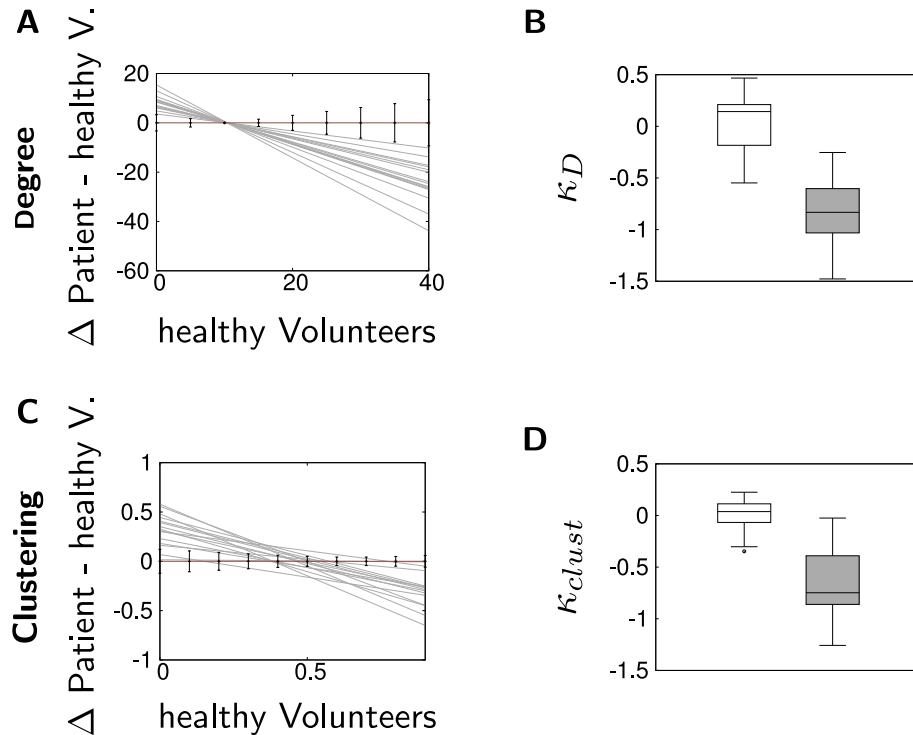 A
Degree
Δ Patient - healthy V.
20
0
-20
-40
-60
0
20
40
healthy Volunteers
B
κ_D
0.5
0
-0.5
-1
-1.5
C
Clustering
Δ Patient - healthy V.
1
0.5
0
-0.5
-1
0
0.5
healthy Volunteers
D
κ_clust
0.5
0
-0.5
-1
-1.5